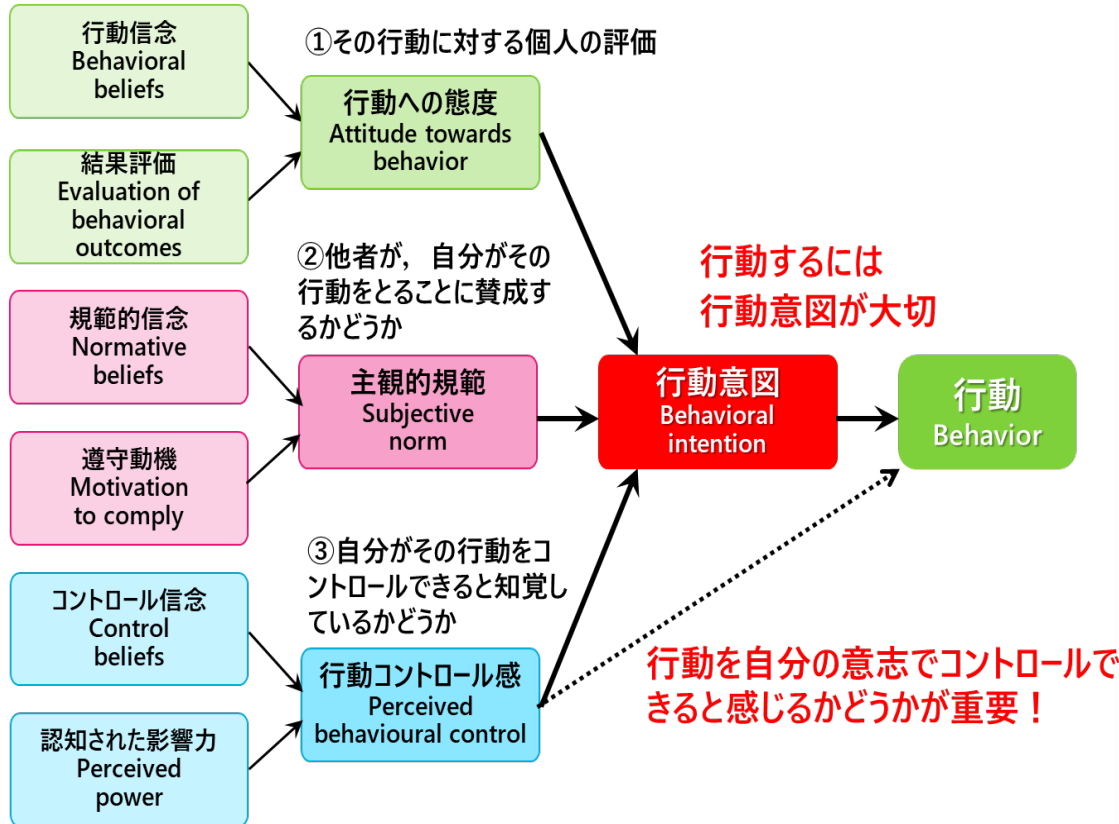 行動信念
Behavioral
beliefs
結果評価
Evaluation of
behavioral
outcomes
規範的信念
Normative
beliefs
遵守動機
Motivation
to comply
コントロール信念
Control
beliefs
認知された影響力
Perceived
power
①その行動に対する個人の評価
行動への態度
Attitude towards
behavior
②他者が，自分がその
行動をとることに賛成す
るかどうか
主観的規範
Subjective
norm
③自分がその行動をコ
ントロールできると知覚し
ているかどうか
行動コントロール感
Perceived
behavioural control
行動するには
行動意図が大切
行動意図
Behavioral
intention
行動
Behavior
行動を自分の意志でコントロールで
きると感じるかどうかが重要！